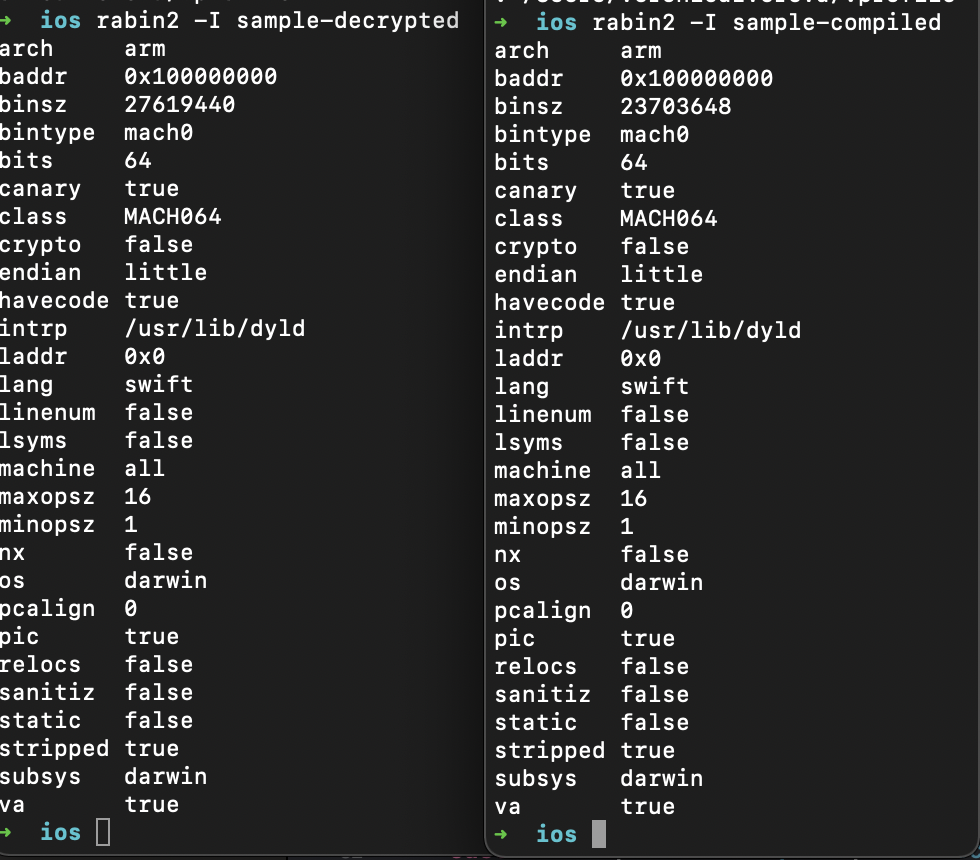 ➜ ios rabin2 -I sample-decrypted
arch arm
baddr 0x100000000
binsz 27619440
bintype mach0
bits 64
canary true
class MACH064
crypto false
endian little
havecode true
intrp /usr/lib/dyld
laddr 0x0
lang swift
linenum false
lsyms false
machine all
maxopsz 16
minopsz 1
nx false
os darwin
pcalign 0
pic true
relocs false
sanitiz false
static false
stripped true
subsys darwin
va true
➜ ios
➜ ios rabin2 -I sample-compiled
arch arm
baddr 0x100000000
binsz 23703648
bintype mach0
bits 64
canary true
class MACH064
crypto false
endian little
havecode true
intrp /usr/lib/dyld
laddr 0x0
lang swift
linenum false
lsyms false
machine all
maxopsz 16
minopsz 1
nx false
os darwin
pcalign 0
pic true
relocs false
sanitiz false
static false
stripped true
subsys darwin
va true
➜ ios